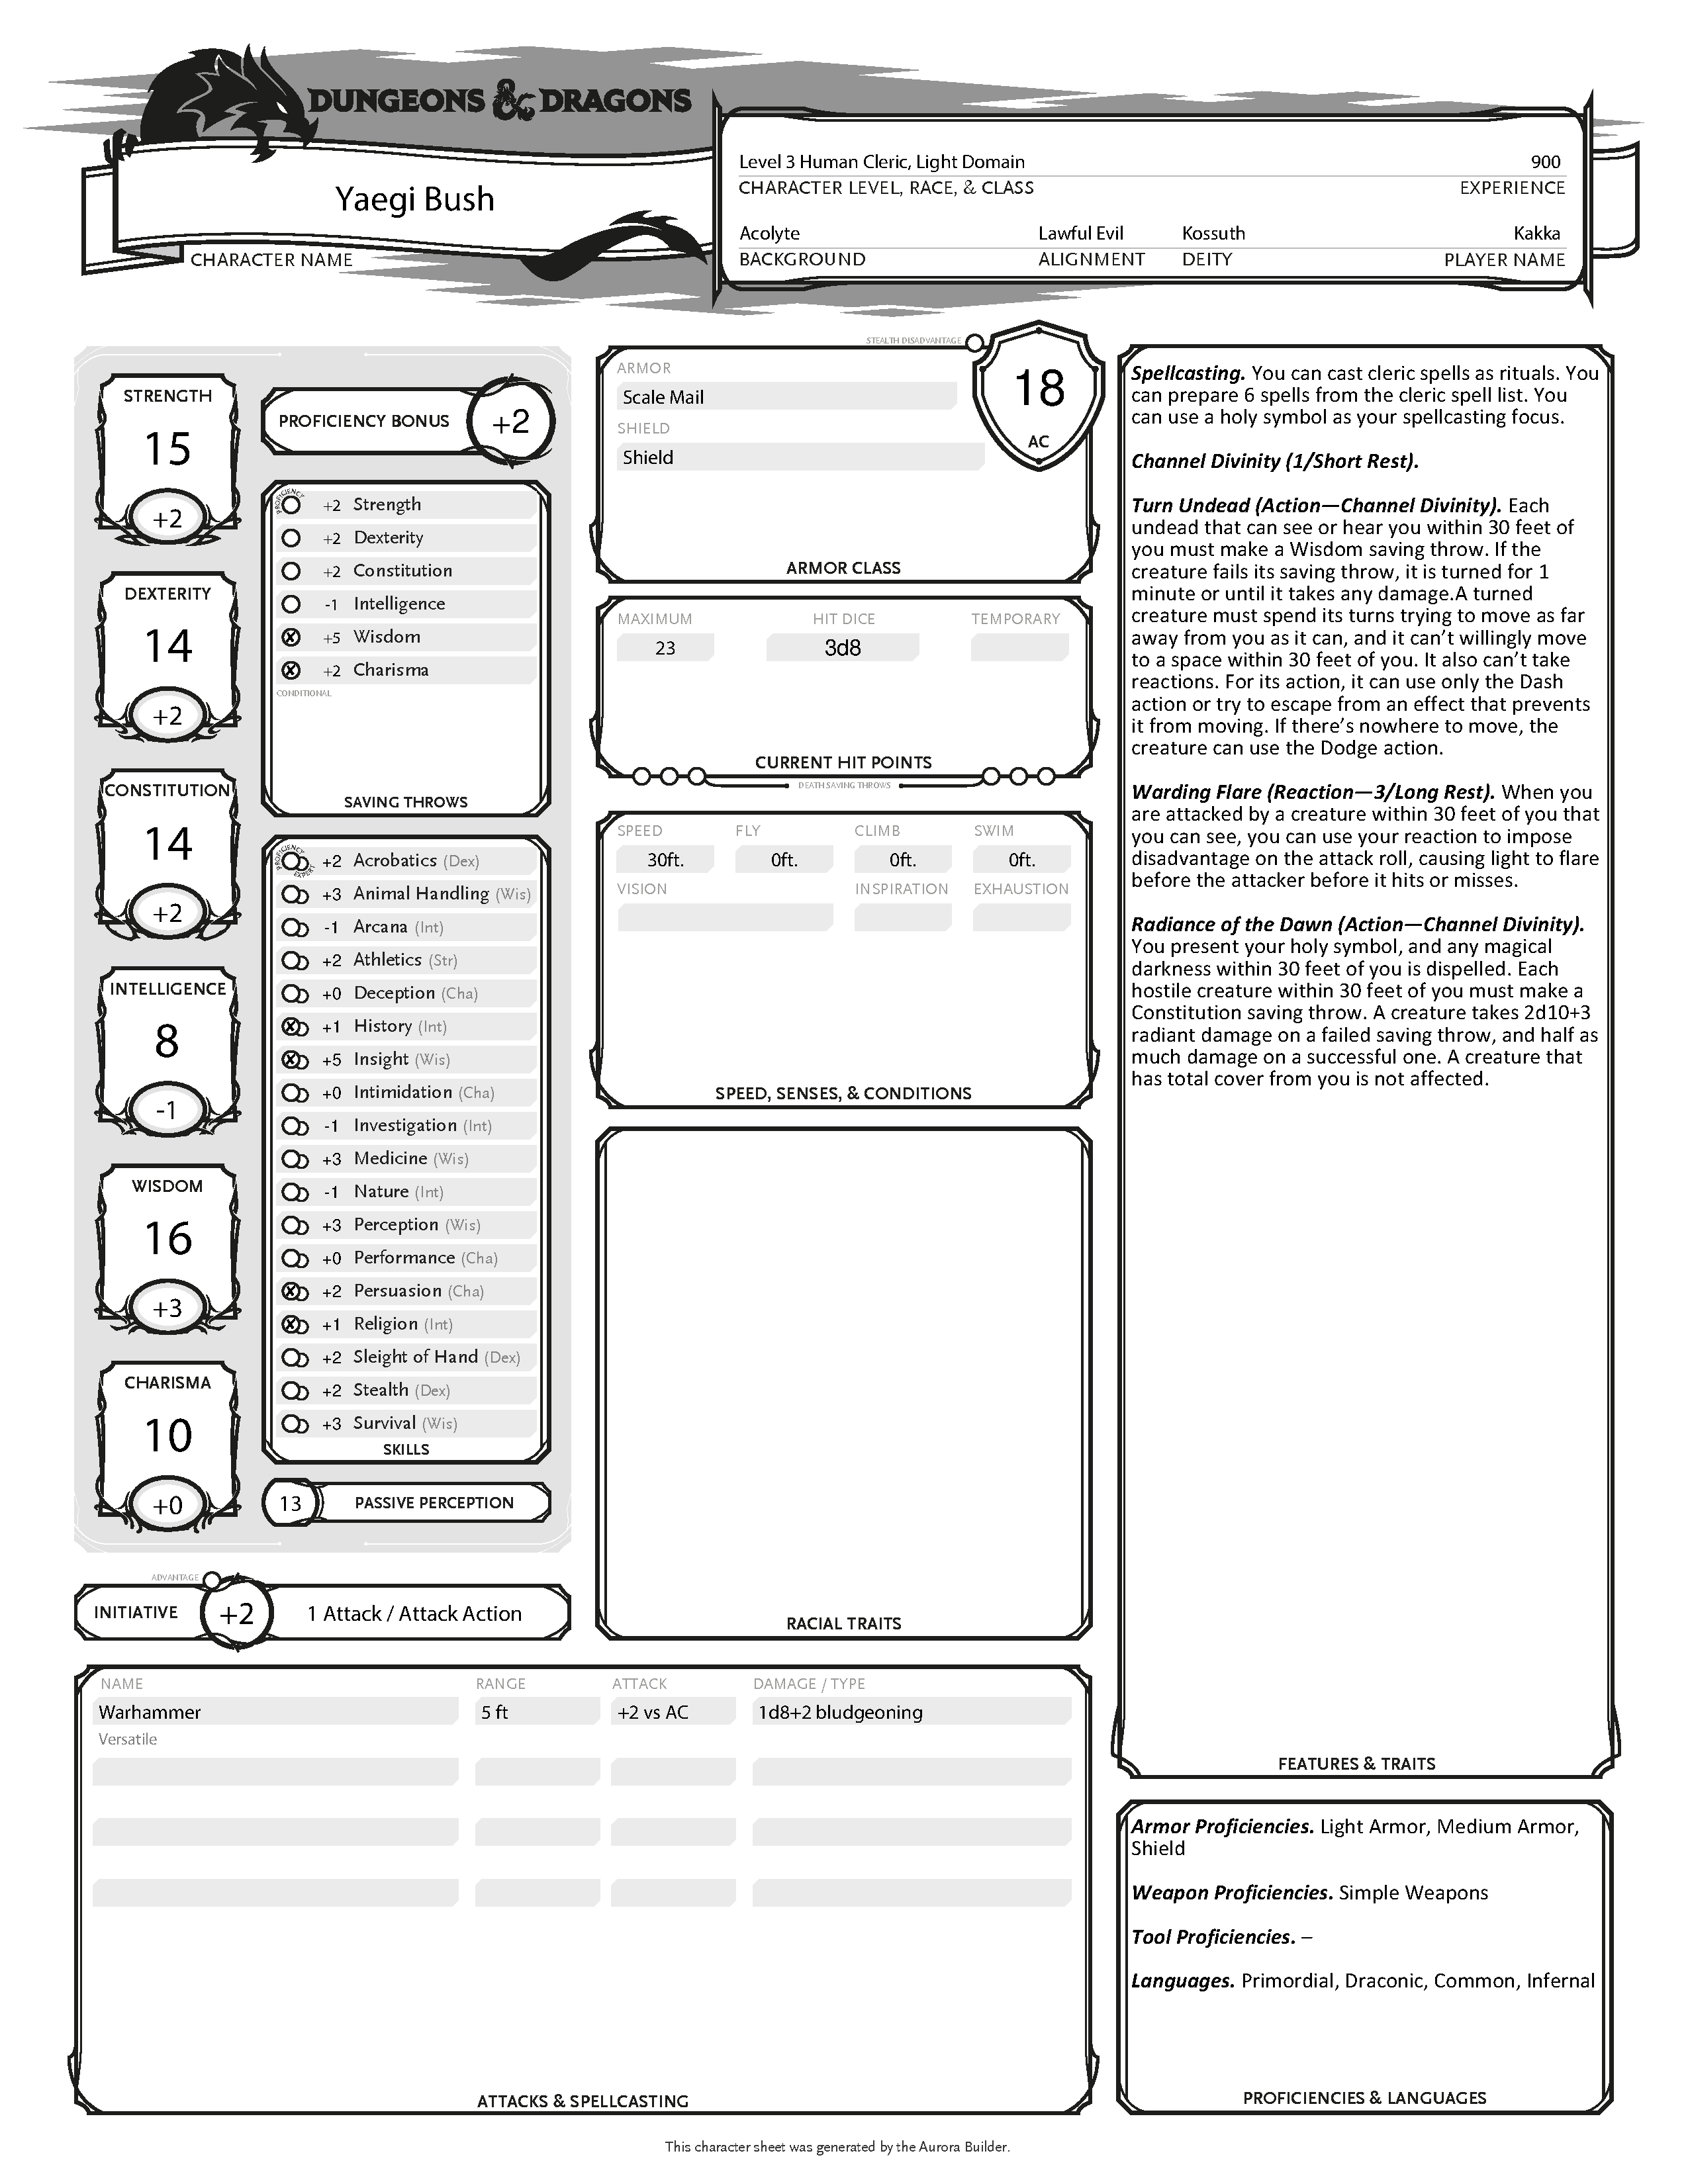 DUNGEONS & DRAGONS
Yaegi Bush
CHARACTER NAME
Level 3 Human Cleric, Light Domain 900
CHARACTER LEVEL, RACE, & CLASS EXPERIENCE
Acolyte Lawful Evil Kossuth Kakka
BACKGROUND ALIGNMENT DEITY PLAYER NAME
STRENGTH
15
+2
DEXTERITY
14
+2
CONSTITUTION
14
+2
INTELLIGENCE
8
-1
WISDOM
16
+3
CHARISMA
10
+0
PROFICIENCY BONUS +2
PROFICIENCY
+2 Strength
+2 Dexterity
+2 Constitution
-1 Intelligence
+5 Wisdom
+2 Charisma
CONDITIONAL
SAVING THROWS
PROFICIENCY
EXPERT
+2 Acrobatics (Dex)
+3 Animal Handling (Wis)
-1 Arcana (Int)
+2 Athletics (Str)
+0 Deception (Cha)
+1 History (Int)
+5 Insight (Wis)
+0 Intimidation (Cha)
-1 Investigation (Int)
+3 Medicine (Wis)
-1 Nature (Int)
+3 Perception (Wis)
+0 Performance (Cha)
+2 Persuasion (Cha)
+1 Religion (Int)
+2 Sleight of Hand (Dex)
+2 Stealth (Dex)
+3 Survival (Wis)
SKILLS
13 PASSIVE PERCEPTION
ADVANTAGE
INITIATIVE +2 1 Attack / Attack Action
STEALTH DISADVANTAGE
ARMOR
Scale Mail
SHIELD
Shield
18
AC
ARMOR CLASS
MAXIMUM HIT DICE TEMPORARY
23 3d8
CURRENT HIT POINTS
DEATH SAVING THROWS
SPEED FLY CLIMB SWIM
30ft. 0ft. 0ft. 0ft.
VISION INSPIRATION EXHAUSTION
SPEED, SENSES, & CONDITIONS
RACIAL TRAITS
NAME RANGE ATTACK DAMAGE / TYPE
Warhammer 5 ft +2 vs AC 1d8+2 bludgeoning
Versatile
ATTACKS & SPELLCASTING
Spellcasting. You can cast cleric spells as rituals. You
can prepare 6 spells from the cleric spell list. You
can use a holy symbol as your spellcasting focus.
Channel Divinity (1/Short Rest).
Turn Undead (Action—Channel Divinity). Each
undead that can see or hear you within 30 feet of
you must make a Wisdom saving throw. If the
creature fails its saving throw, it is turned for 1
minute or until it takes any damage.A turned
creature must spend its turns trying to move as far
away from you as it can, and it can’t willingly move
to a space within 30 feet of you. It also can’t take
reactions. For its action, it can use only the Dash
action or try to escape from an effect that prevents
it from moving. If there’s nowhere to move, the
creature can use the Dodge action.
Warding Flare (Reaction—3/Long Rest). When you
are attacked by a creature within 30 feet of you that
you can see, you can use your reaction to impose
disadvantage on the attack roll, causing light to flare
before the attacker before it hits or misses.
Radiance of the Dawn (Action—Channel Divinity).
You present your holy symbol, and any magical
darkness within 30 feet of you is dispelled. Each
hostile creature within 30 feet of you must make a
Constitution saving throw. A creature takes 2d10+3
radiant damage on a failed saving throw, and half as
much damage on a successful one. A creature that
has total cover from you is not affected.
FEATURES & TRAITS
Armor Proficiencies. Light Armor, Medium Armor,
Shield
Weapon Proficiencies. Simple Weapons
Tool Proficiencies. –
Languages. Primordial, Draconic, Common, Infernal
PROFICIENCIES & LANGUAGES
This character sheet was generated by the Aurora Builder.